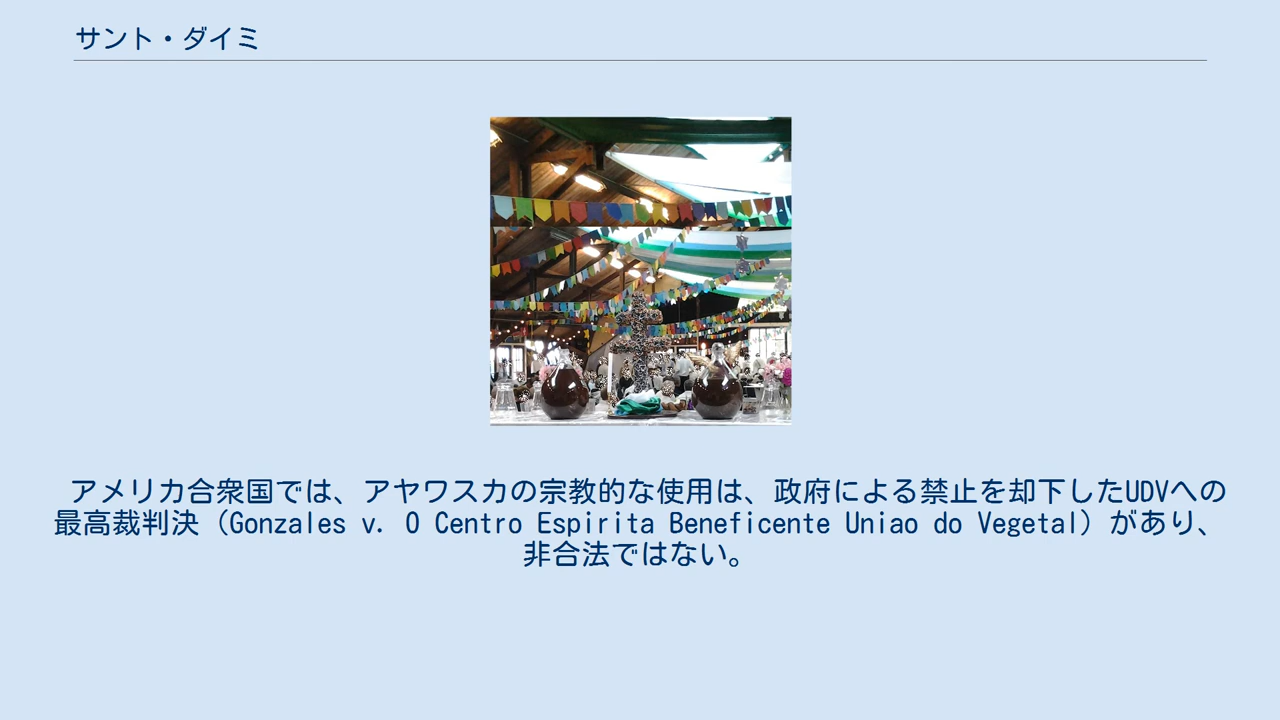 サント・ダイミ
アメリカ合衆国では、アヤワスカの宗教的な使用は、政府による禁止を却下したUDVへの
最高裁判決（Gonzales v. O Centro Espirita Beneficente Uniao do Vegetal）があり、
非合法ではない。